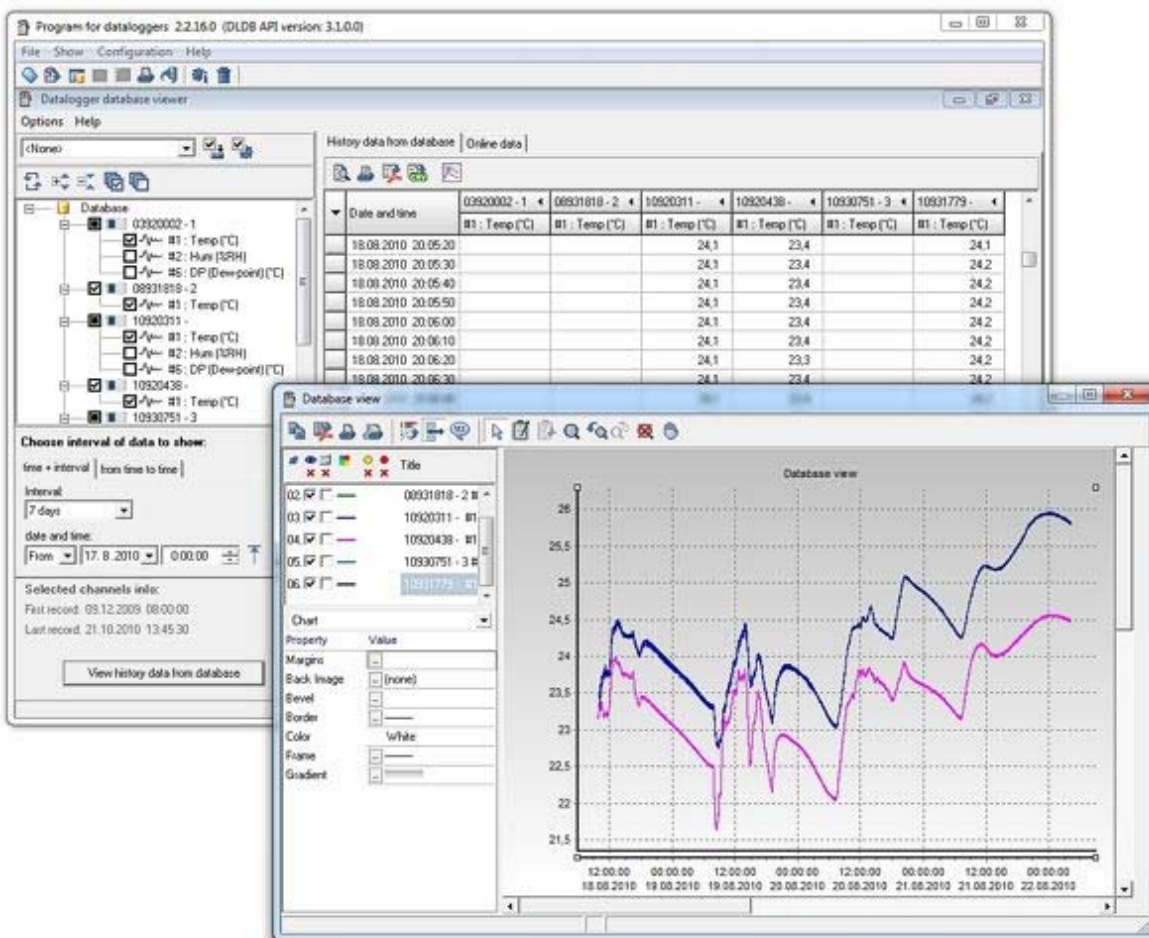 Program for dataloggers 2.2.16.0 (DLDB API version: 3.1.0.0)
File Show Configuration Help
Datalogger database viewer
Options Help
<None>
History data from database Online data
Database
03920002 - 1
#1 : Temp (°C)
#2 : Hum (%RH)
#6 : DP (Dew-point) (°C)
08931818 - 2
#1 : Temp (°C)
10920311 -
#1 : Temp (°C)
#2 : Hum (%RH)
#6 : DP (Dew-point) (°C)
10920438 -
#1 : Temp (°C)
10930751 - 3
Date and time 03920002 - 1 08931818 - 2 10920311 - 10920438 - 10930751 - 3 10931779 -
#1 : Temp (°C) #1 : Temp (°C) #1 : Temp (°C) #1 : Temp (°C) #1 : Temp (°C) #1 : Temp (°C)
18.08.2010 20:05:20 24,1 23,4 24,1
18.08.2010 20:05:30 24,1 23,4 24,2
18.08.2010 20:05:40 24,1 23,4 24,2
18.08.2010 20:05:50 24,1 23,4 24,2
18.08.2010 20:06:00 24,1 23,4 24,2
18.08.2010 20:06:10 24,1 23,4 24,2
18.08.2010 20:06:20 24,1 23,3 24,2
18.08.2010 20:06:30 24,1 23,4 24,2
Choose interval of data to show:
time + interval from time to time
Interval:
7 days
date and time:
From 17. 8. 2010 0:00:00
Selected channels info:
First record: 09.12.2009 08:00:00
Last record: 21.10.2010 13:45:30
View history data from database
Database view
Title
02. 08931818 - 2 #
03. 10920311 - #1
04. 10920438 - #1
05. 10930751 - 3 #
06. 10931779 - #1
Chart
Property Value
Margins
Back Image (none)
Bevel
Border
Color White
Frame
Gradient
Database view
26
25,5
25
24,5
24
23,5
23
22,5
22
21,5
12:00:00 00:00:00 12:00:00 00:00:00 12:00:00 00:00:00 12:00:00 00:00:00
18.08.2010 19.08.2010 19.08.2010 20.08.2010 20.08.2010 21.08.2010 21.08.2010 22.08.2010